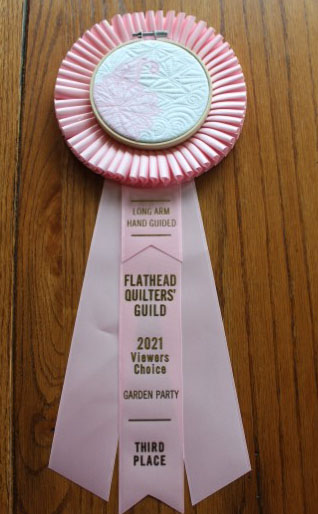 LONG ARM
HAND GUIDED
FLATHEAD
QUILTERS'
GUILD
2021
Viewers
Choice
GARDEN PARTY
THIRD
PLACE